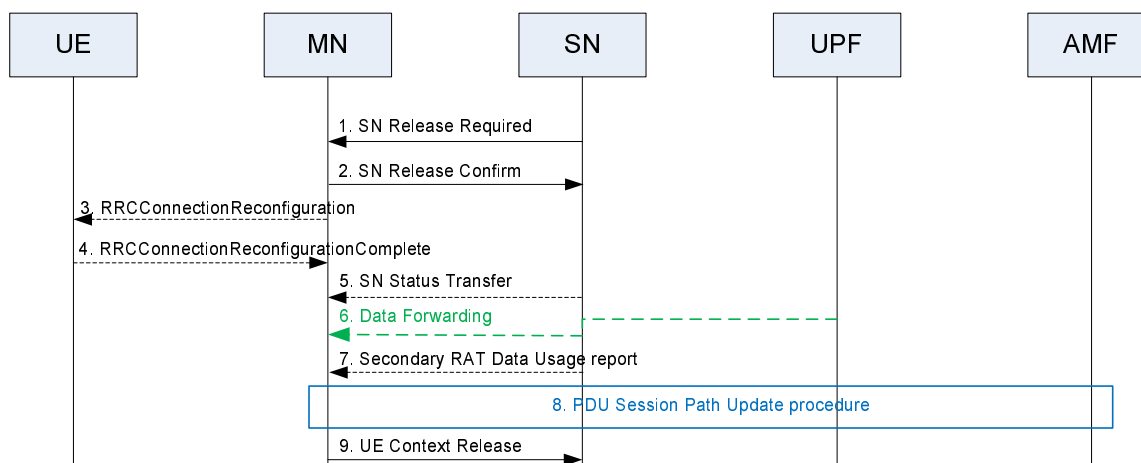 UE
MN
SN
UPF
AMF
1. SN Release Required
2. SN Release Confirm
3. RRCConnectionReconfiguration
4. RRCConnectionReconfigurationComplete
5. SN Status Transfer
6. Data Forwarding
7. Secondary RAT Data Usage report
8. PDU Session Path Update procedure
9. UE Context Release